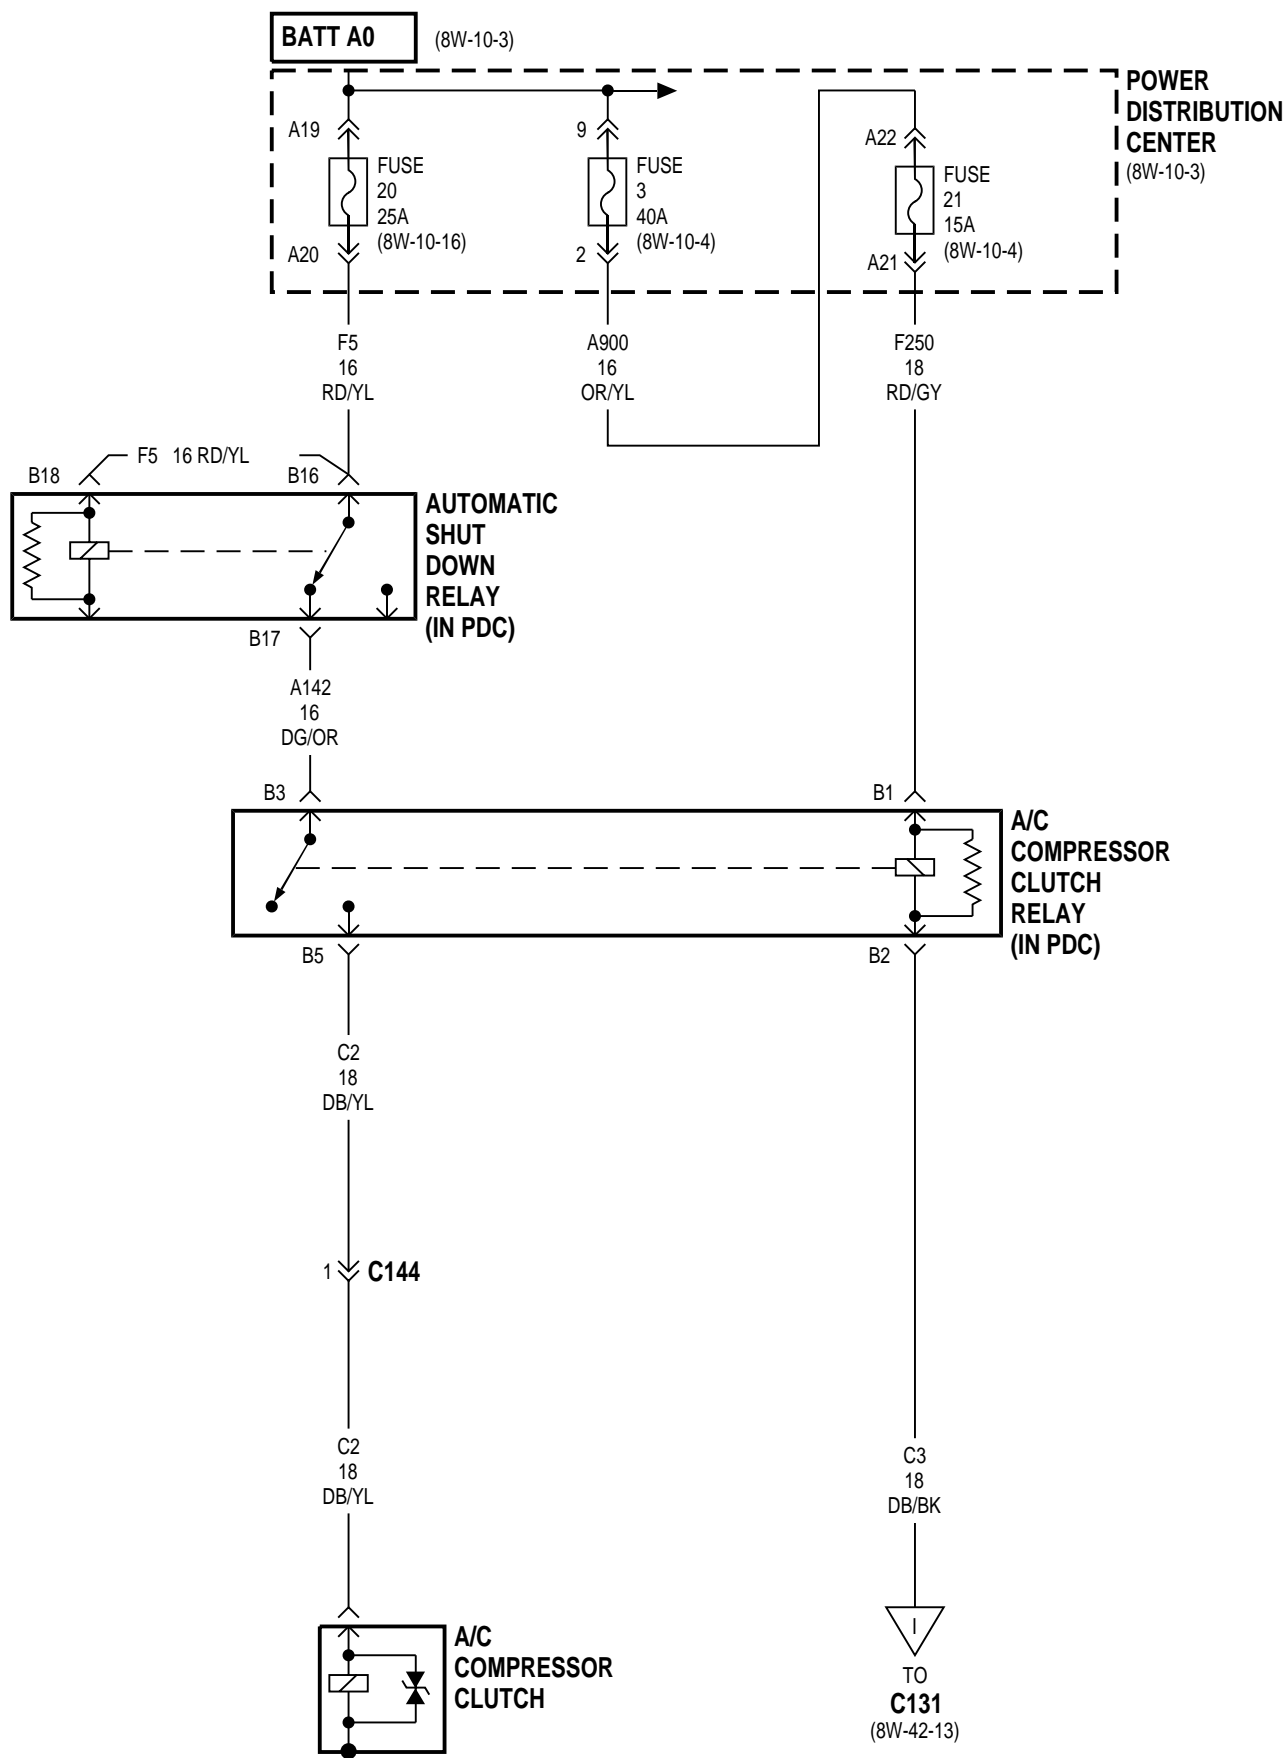 BATT A0
(8W-10-3)
POWER
DISTRIBUTION
CENTER
(8W-10-3)
A19
FUSE
20
25A
(8W-10-16)
A20
9
FUSE
3
40A
(8W-10-4)
2
A22
FUSE
21
15A
(8W-10-4)
A21
F5
16
RD/YL
A900
16
OR/YL
F250
18
RD/GY
F5 16 RD/YL
B18
B16
AUTOMATIC
SHUT
DOWN
RELAY
(IN PDC)
B17
A142
16
DG/OR
B3
B1
A/C
COMPRESSOR
CLUTCH
RELAY
(IN PDC)
B5
B2
C2
18
DB/YL
1 C144
C2
18
DB/YL
C3
18
DB/BK
A/C
COMPRESSOR
CLUTCH
I
TO
C131
(8W-42-13)